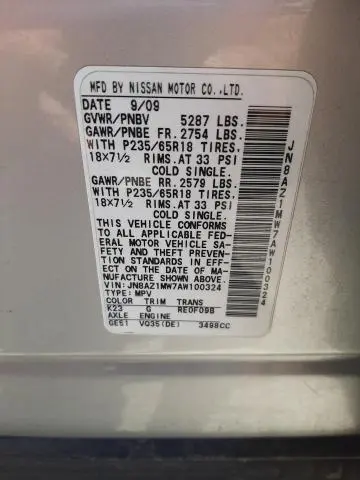 MFD BY NISSAN MOTOR CO.,LTD.
DATE 9/09
GVWR/PNBV 5287 LBS.
GAWR/PNBE FR. 2754 LBS.
WITH P235/65R18 TIRES.
18X7½ RIMS. AT 33 PSI
COLD SINGLE.
GAWR/PNBE RR. 2579 LBS.
WITH P235/65R18 TIRES.
18X7½ RIMS. AT 33 PSI
COLD SINGLE.
THIS VEHICLE CONFORMS
TO ALL APPLICABLE FED-
ERAL MOTOR VEHICLE SA-
FETY AND THEFT PREV-
ENTION STANDARDS IN EFF-
ECT ON THE DATE OF MA-
NUFACTURE SHOWN ABOVE.
VIN: JN8AZ1MW7AW100324
TYPE: MPV
COLOR TRIM TRANS
K23 G RE0F09B
AXLE ENGINE
GE51 VQ35(DE) 3498CC
JN8AZ1MW7AW100324